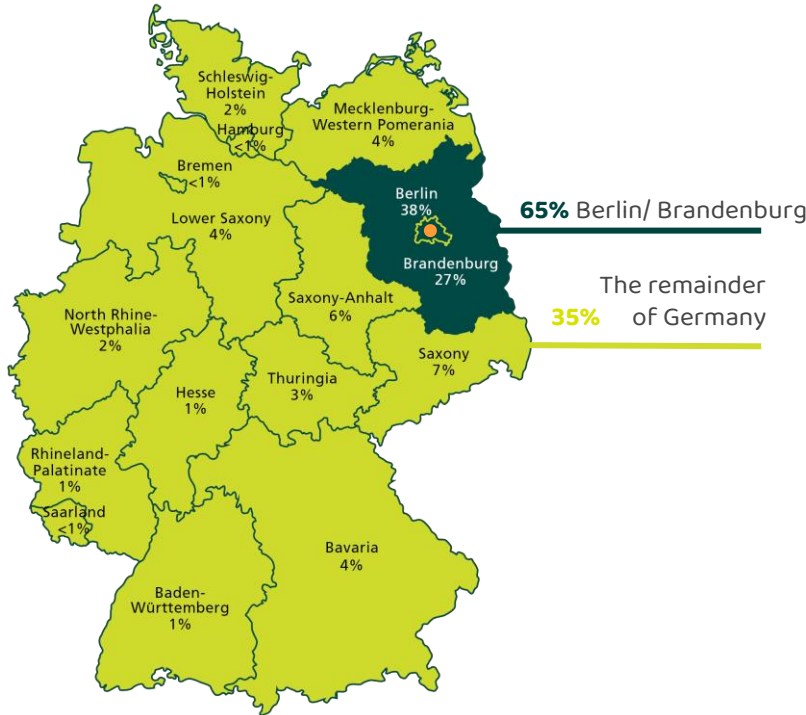 Schleswig-
Holstein
2%
Hamburg
<1%
Mecklenburg-
Western Pomerania
4%
Bremen
<1%
Lower Saxony
4%
Berlin
38%
Brandenburg
27%
65% Berlin/ Brandenburg
The remainder
35% of Germany
Saxony-Anhalt
6%
North Rhine-
Westphalia
2%
Saxony
7%
Thuringia
3%
Hesse
1%
Rhineland-
Palatinate
1%
Saarland
<1%
Bavaria
4%
Baden-
Württemberg
1%